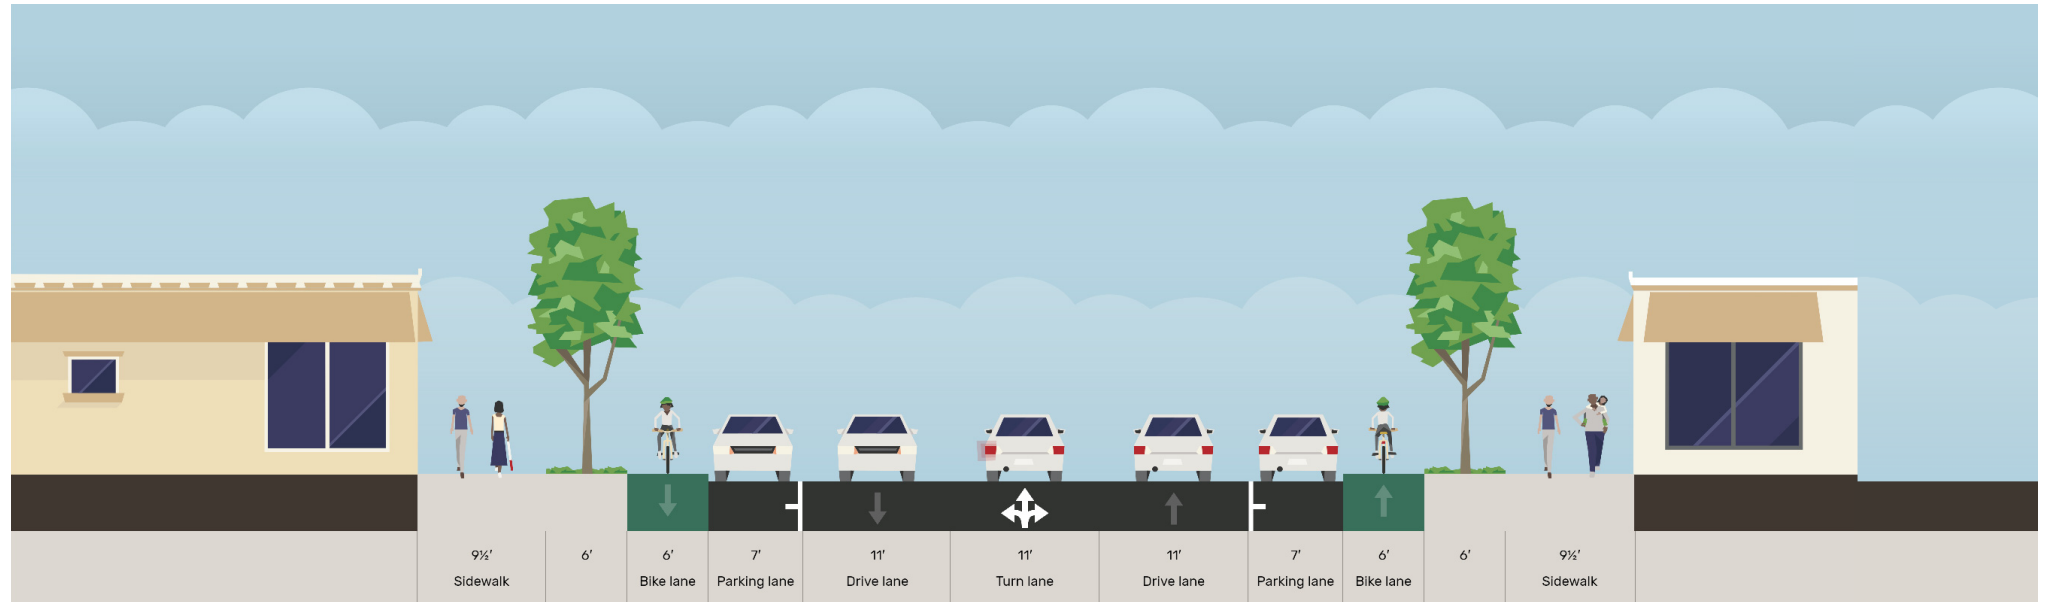 9½′ 6′ 6′ 7′ 11′ 11′ 11′ 7′ 6′ 6′ 9½′
Sidewalk Bike lane Parking lane Drive lane Turn lane Drive lane Parking lane Bike lane Sidewalk